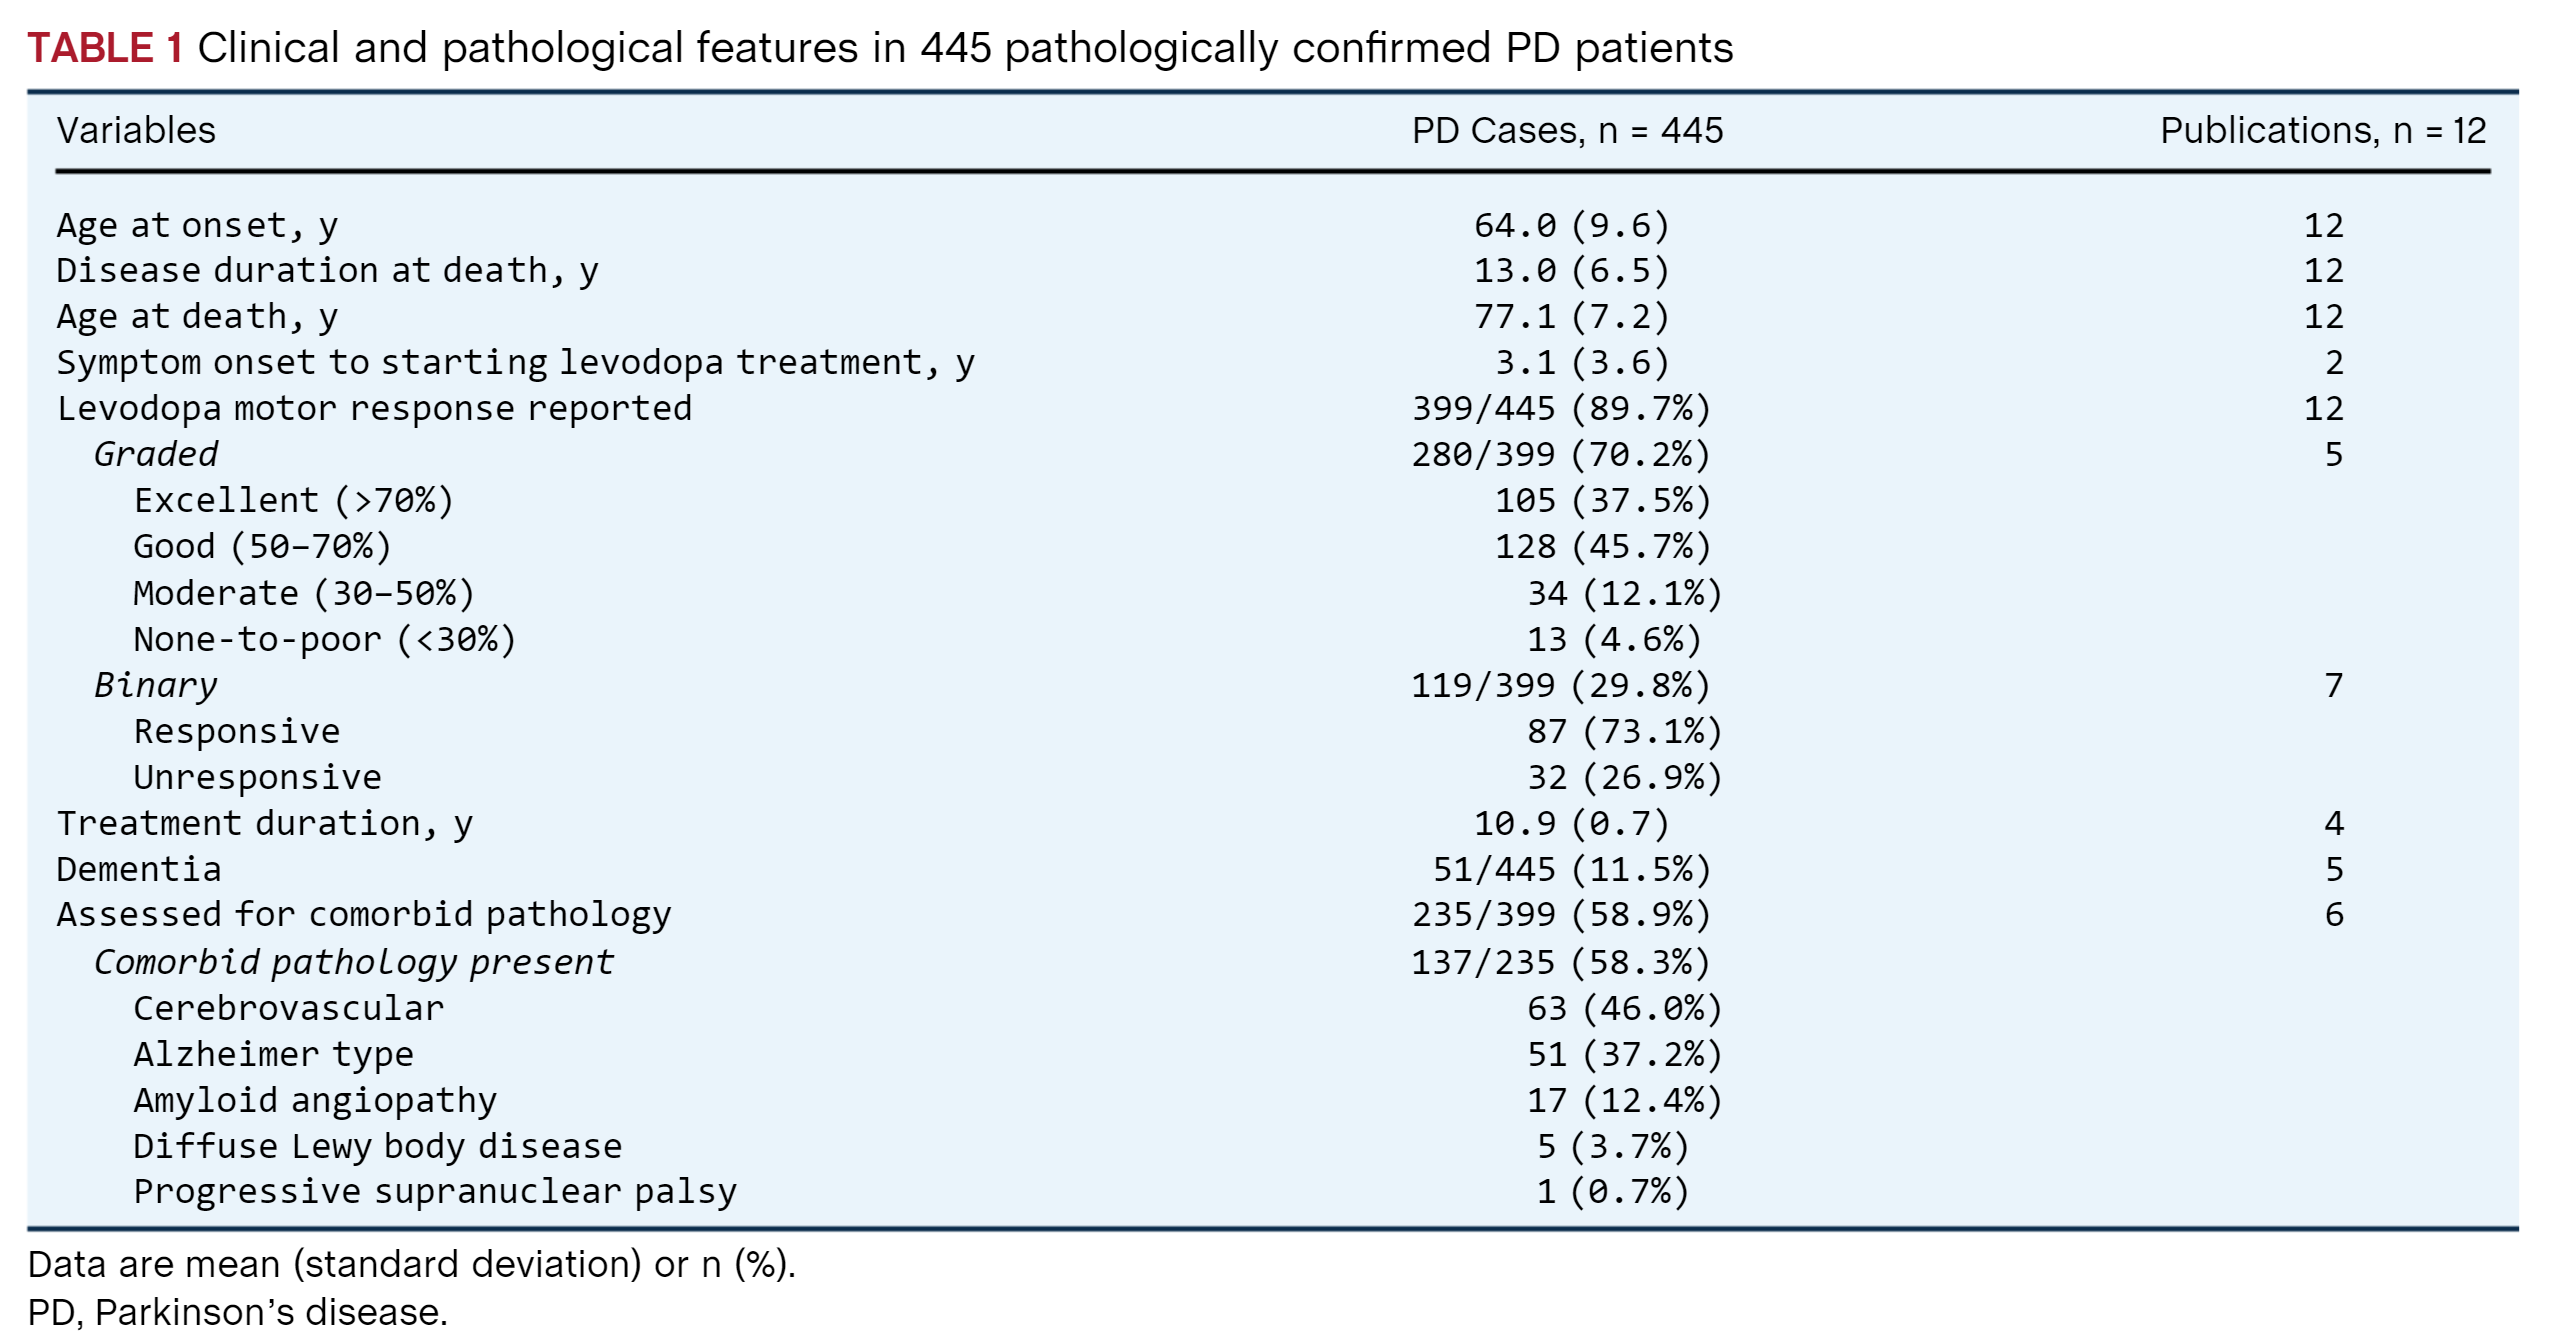 TABLE 1 Clinical and pathological features in 445 pathologically confirmed PD patients
Variables PD Cases, n = 445 Publications, n = 12
Age at onset, y 64.0 (9.6) 12
Disease duration at death, y 13.0 (6.5) 12
Age at death, y 77.1 (7.2) 12
Symptom onset to starting levodopa treatment, y 3.1 (3.6) 2
Levodopa motor response reported 399/445 (89.7%) 12
Graded 280/399 (70.2%) 5
Excellent (>70%) 105 (37.5%)
Good (50–70%) 128 (45.7%)
Moderate (30–50%) 34 (12.1%)
None-to-poor (<30%) 13 (4.6%)
Binary 119/399 (29.8%) 7
Responsive 87 (73.1%)
Unresponsive 32 (26.9%)
Treatment duration, y 10.9 (0.7) 4
Dementia 51/445 (11.5%) 5
Assessed for comorbid pathology 235/399 (58.9%) 6
Comorbid pathology present 137/235 (58.3%)
Cerebrovascular 63 (46.0%)
Alzheimer type 51 (37.2%)
Amyloid angiopathy 17 (12.4%)
Diffuse Lewy body disease 5 (3.7%)
Progressive supranuclear palsy 1 (0.7%)
Data are mean (standard deviation) or n (%).
PD, Parkinson’s disease.